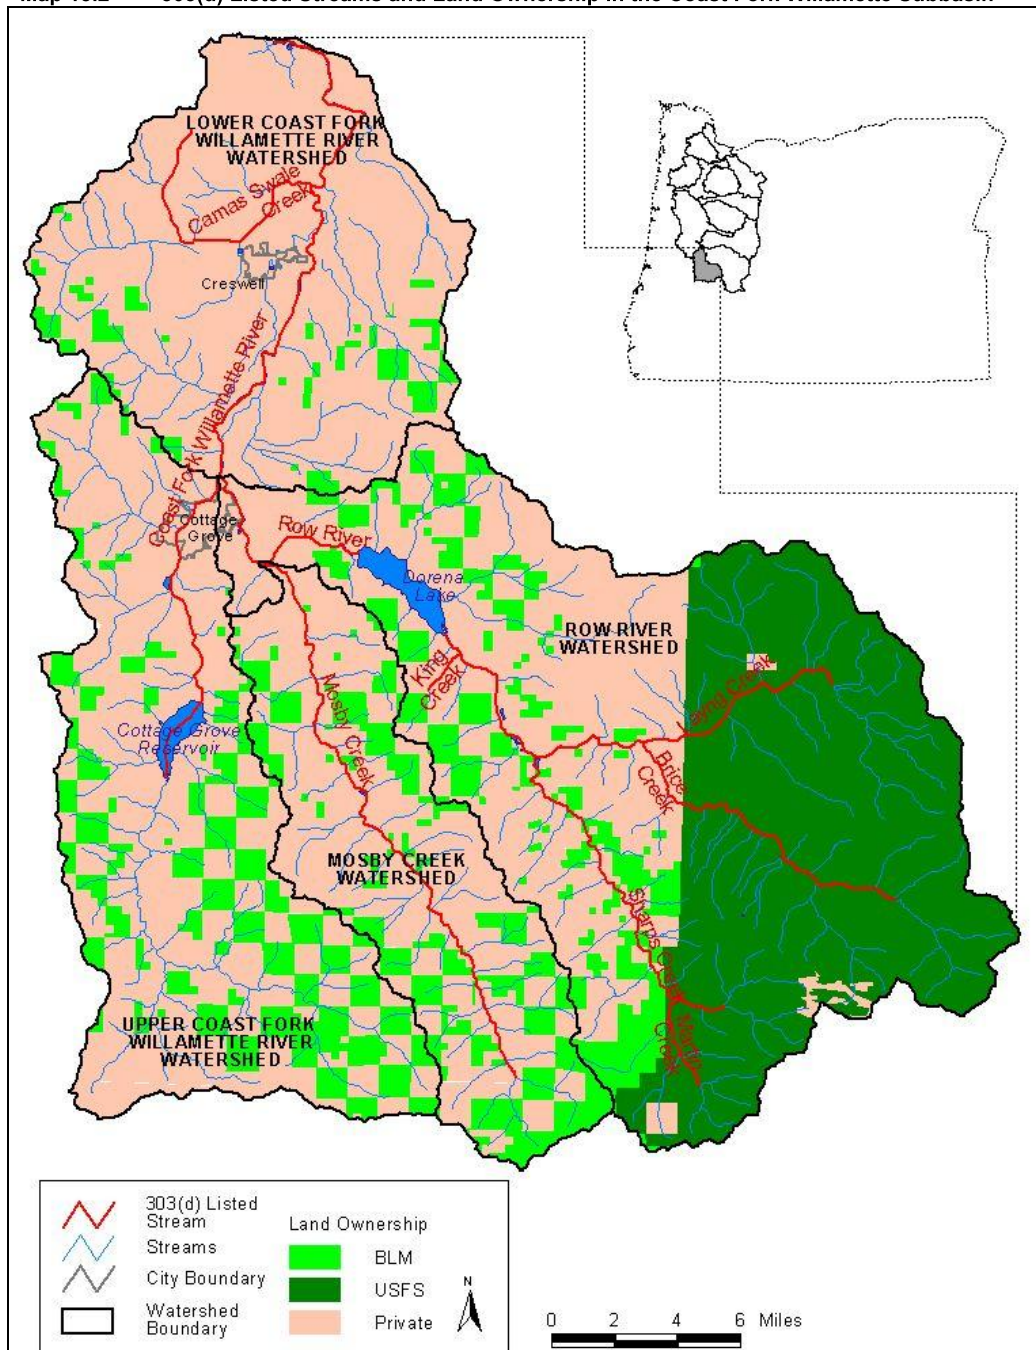 303(d) Listed Streams and Land Ownership in the Coast Fork Willamette Subbasin
LOWER COAST FORK
WILLAMETTE RIVER
WATERSHED
Camas Swale
Creek
Creswell
Coast Fork Willamette River
Cottage
Grove
Row River
Dorena
Lake
ROW RIVER
WATERSHED
King
Creek
Layng Creek
Mosby Creek
Cottage Grove
Reservoir
Brice
Creek
MOSBY CREEK
WATERSHED
Sharps Creek
Martin
Creek
UPPER COAST FORK
WILLAMETTE RIVER
WATERSHED
303(d) Listed
Stream
Streams
City Boundary
Watershed
Boundary
Land Ownership
BLM
USFS
Private
N
0 2 4 6 Miles